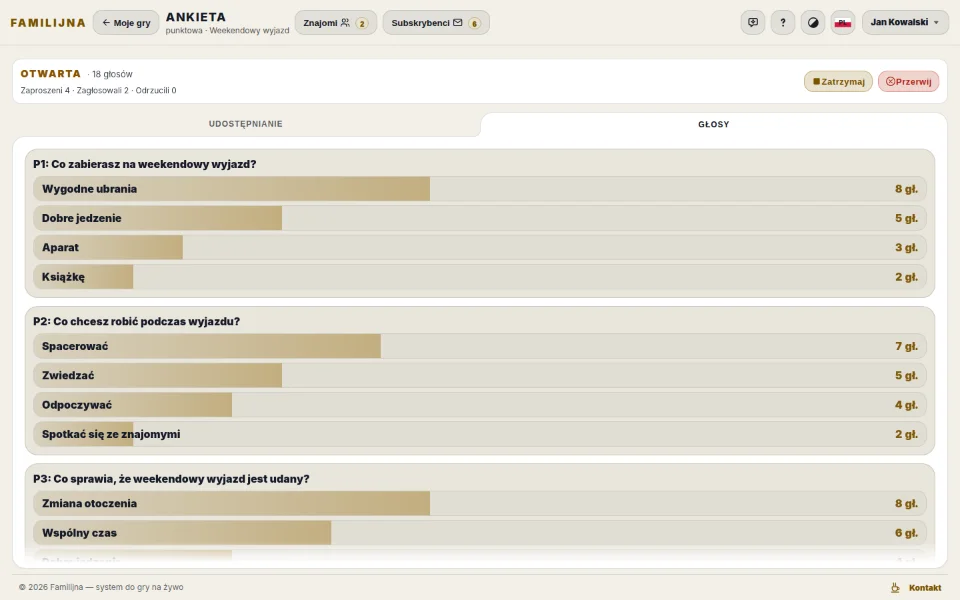 FAMILIJNA
← Moje gry
ANKIETA
punktowa · Weekendowy wyjazd
Znajomi 2
Subskrybenci 6
?
PL
Jan Kowalski
OTWARTA · 18 głosów
Zaproszeni 4 · Zagłosowali 2 · Odrzucili 0
Zatrzymaj
Przerwij
UDOSTĘPNIANIE
GŁOSY
P1: Co zabierasz na weekendowy wyjazd?
Wygodne ubrania 8 gł.
Dobre jedzenie 5 gł.
Aparat 3 gł.
Książkę 2 gł.
P2: Co chcesz robić podczas wyjazdu?
Spacerować 7 gł.
Zwiedzać 5 gł.
Odpoczywać 4 gł.
Spotkać się ze znajomymi 2 gł.
P3: Co sprawia, że weekendowy wyjazd jest udany?
Zmiana otoczenia 8 gł.
Wspólny czas 6 gł.
© 2026 Familijna — system do gry na żywo
Kontakt